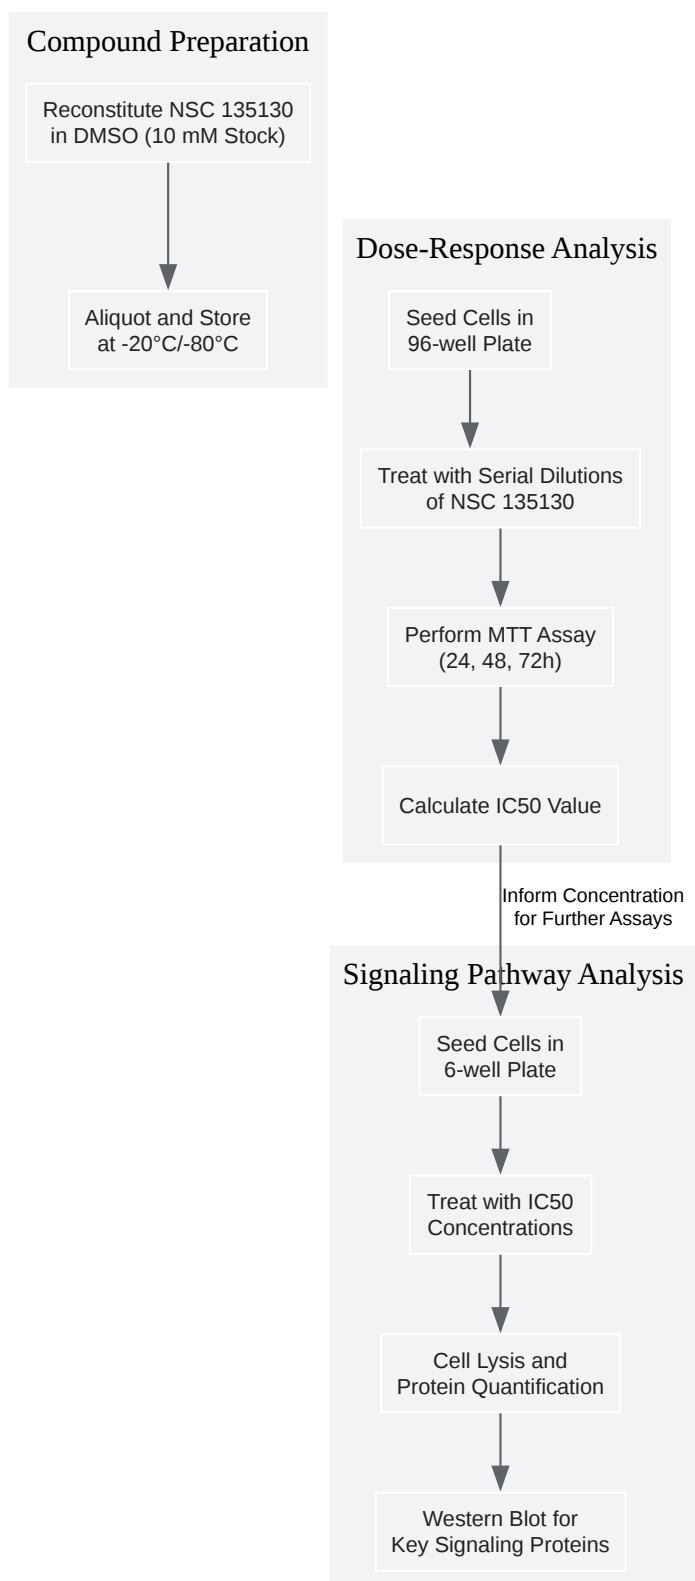 Compound Preparation
Reconstitute NSC 135130
in DMSO (10 mM Stock)
Aliquot and Store
at -20°C/-80°C
Dose-Response Analysis
Seed Cells in
96-well Plate
Treat with Serial Dilutions
of NSC 135130
Perform MTT Assay
(24, 48, 72h)
Calculate IC50 Value
Inform Concentration
for Further Assays
Signaling Pathway Analysis
Seed Cells in
6-well Plate
Treat with IC50
Concentrations
Cell Lysis and
Protein Quantification
Western Blot for
Key Signaling Proteins